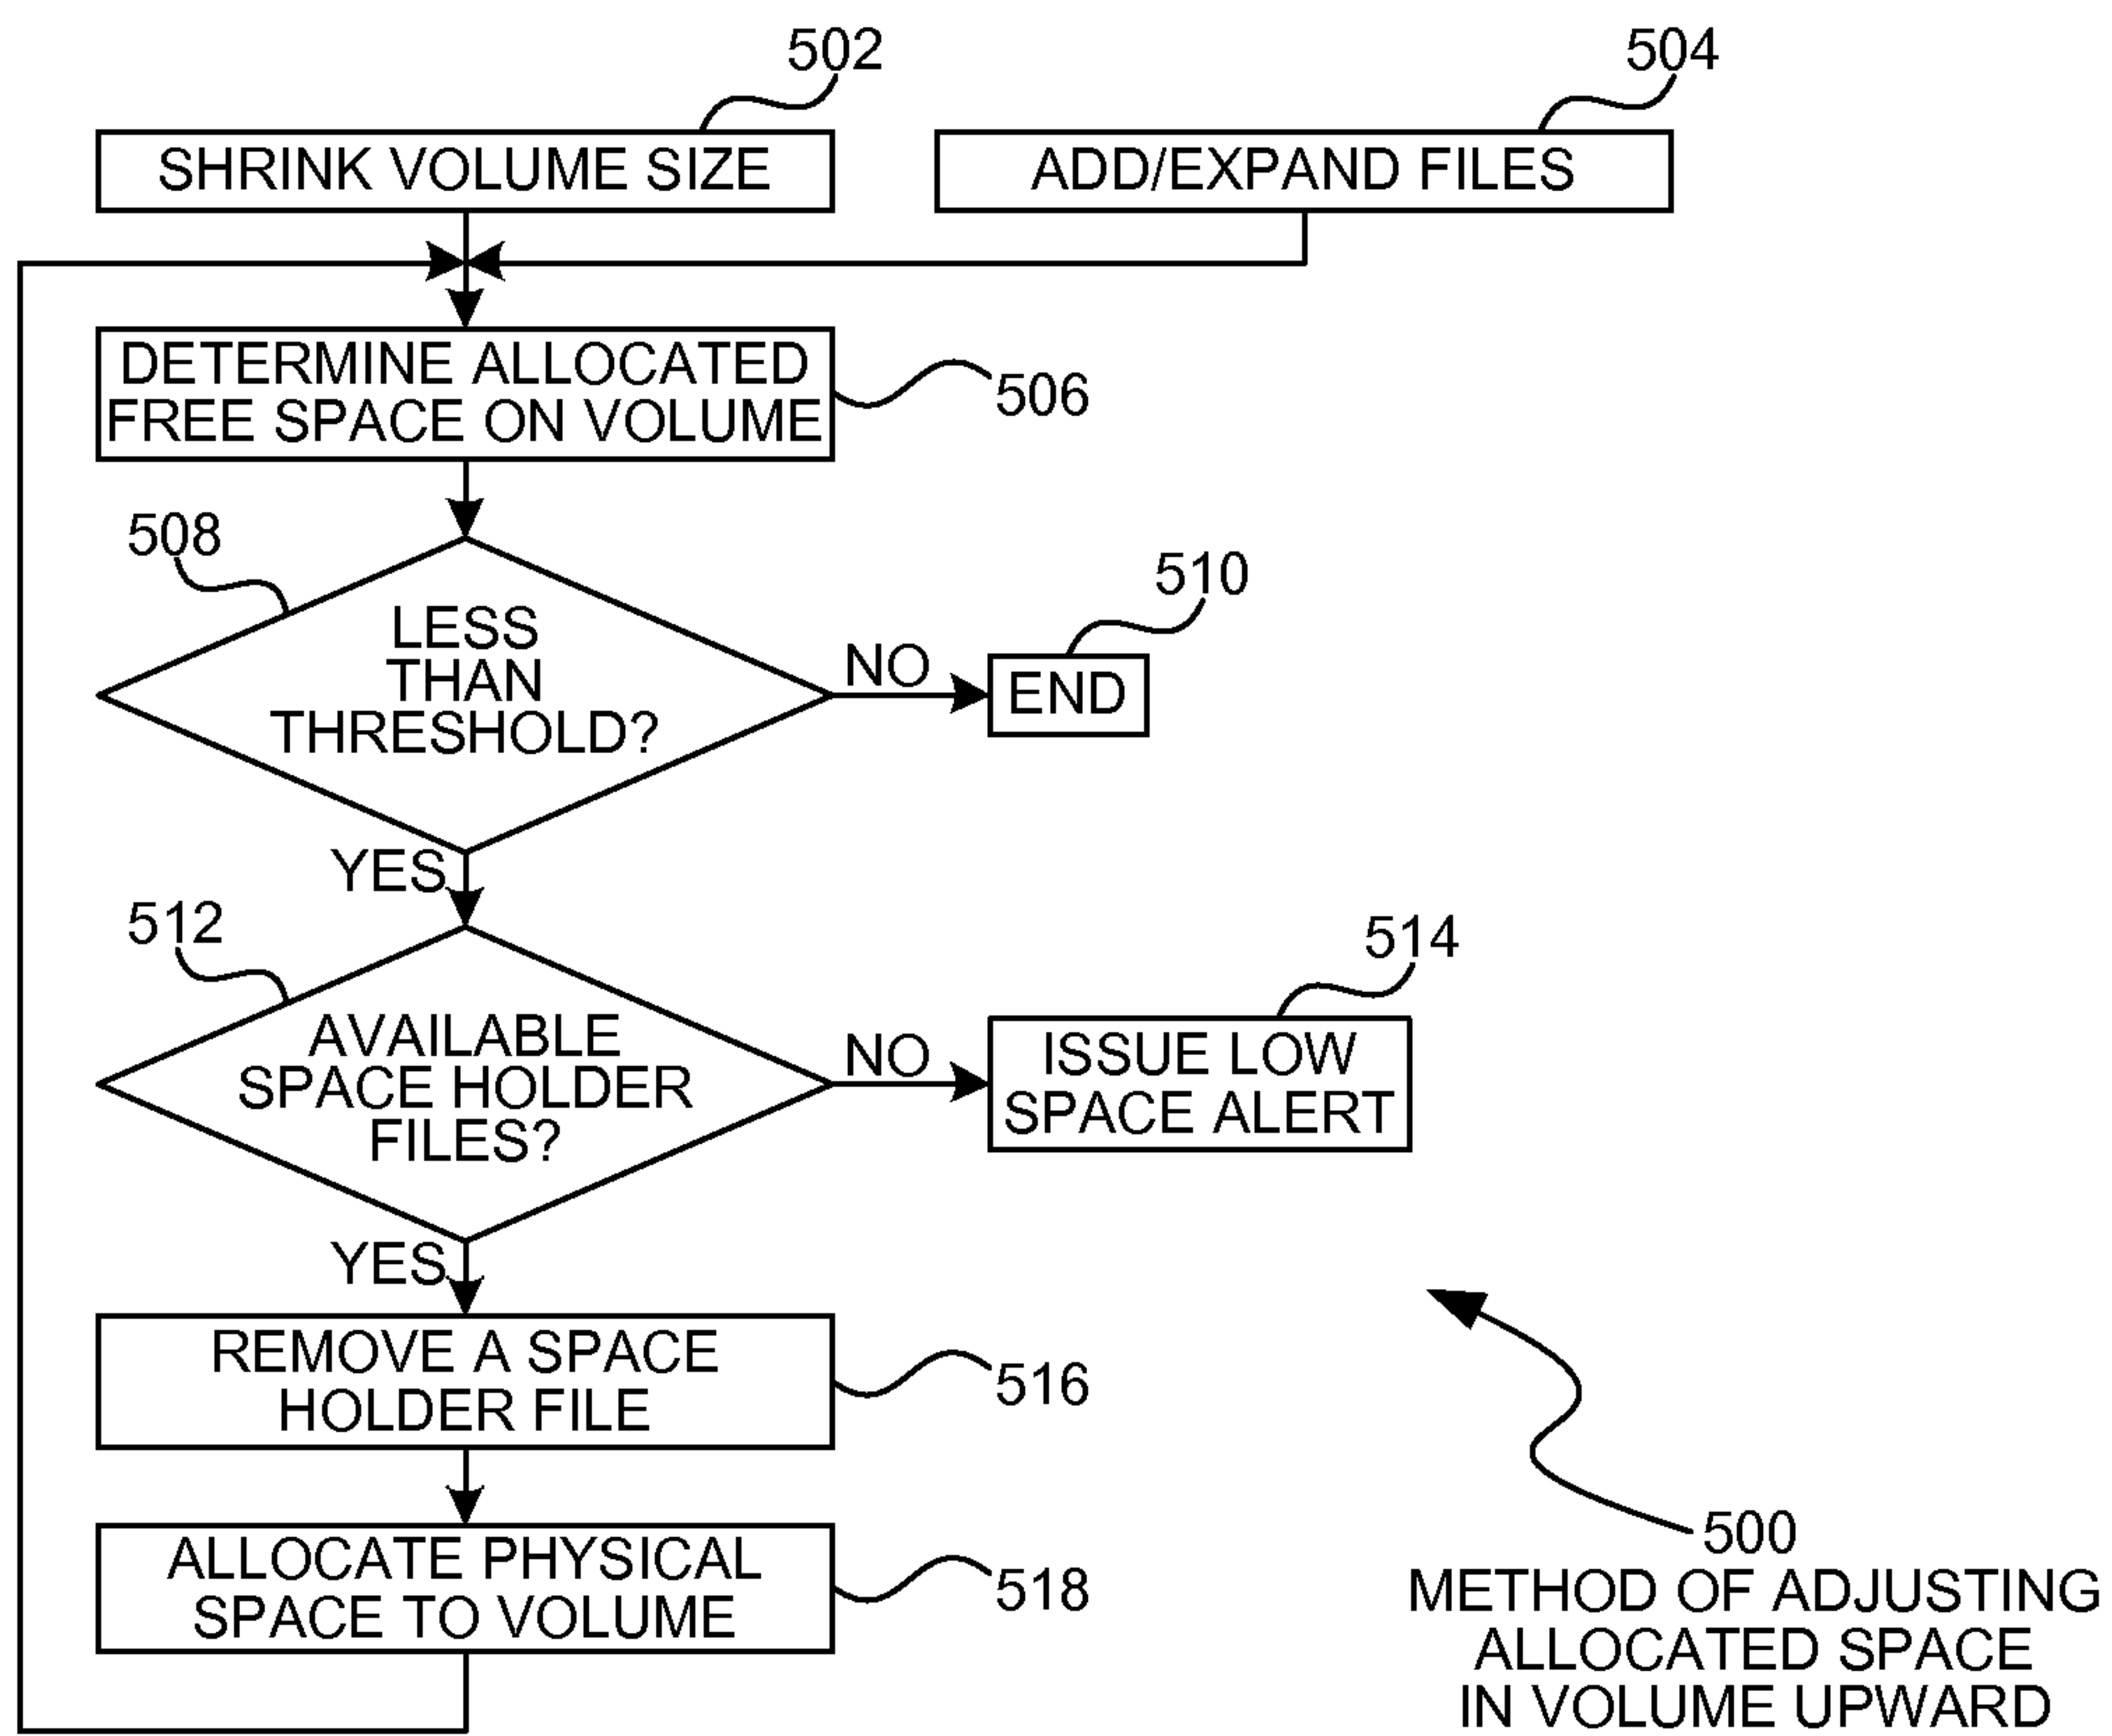 502
504
SHRINK VOLUME SIZE
ADD/EXPAND FILES
DETERMINE ALLOCATED
FREE SPACE ON VOLUME
506
508
510
LESS
THAN
THRESHOLD?
NO
END
YES
512
514
AVAILABLE
SPACE HOLDER
FILES?
NO
ISSUE LOW
SPACE ALERT
YES
REMOVE A SPACE
HOLDER FILE
516
ALLOCATE PHYSICAL
SPACE TO VOLUME
518
500
METHOD OF ADJUSTING
ALLOCATED SPACE
IN VOLUME UPWARD